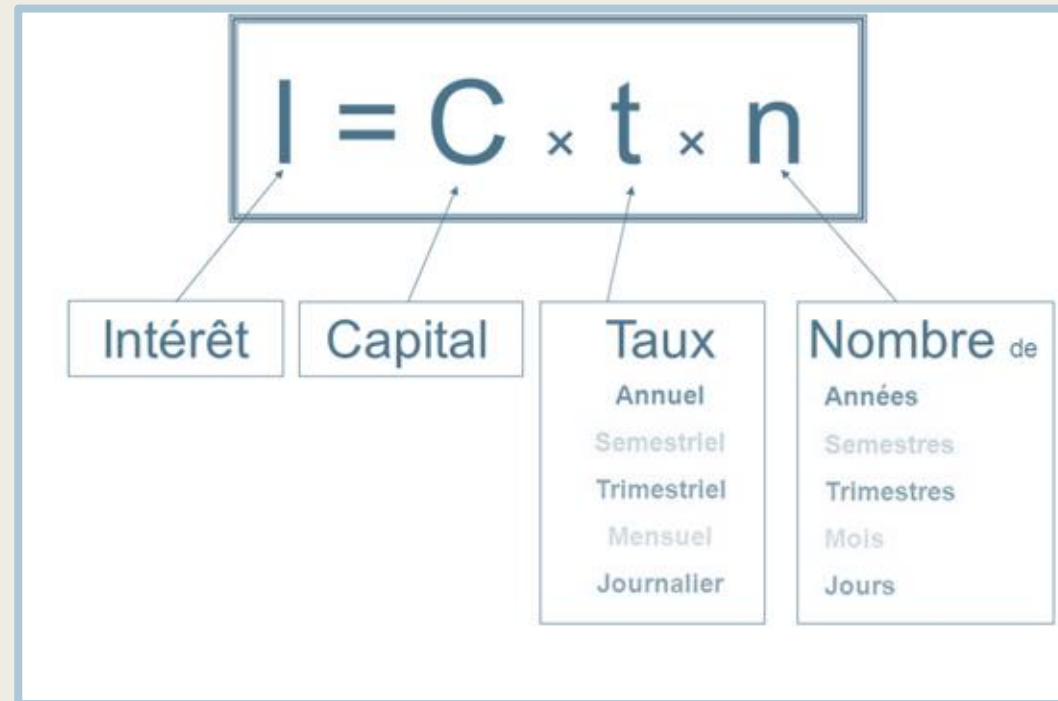 I = C × t × n
Intérêt
Capital
Taux
Annuel
Semestriel
Trimestriel
Mensuel
Journalier
Nombre de
Années
Semestres
Trimestres
Mois
Jours